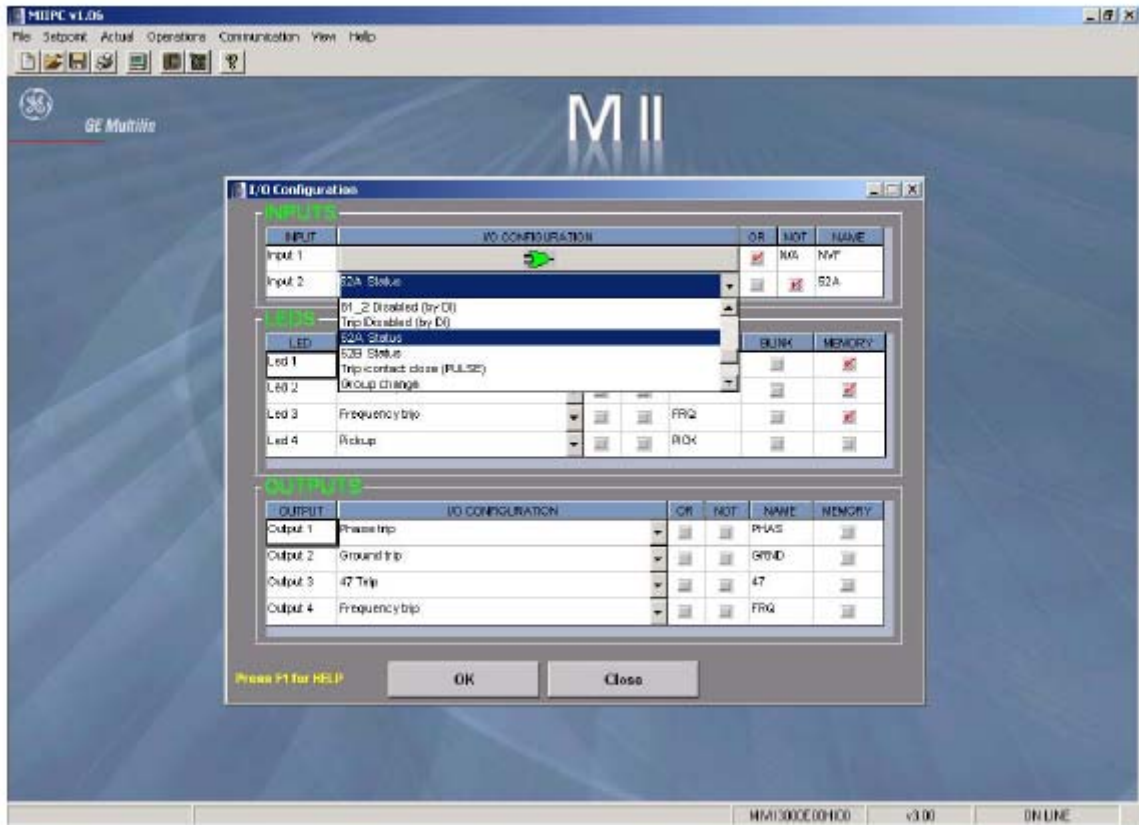 MIIPC v1.06
File Setpoint Actual Operations Communication View Help
GE Multilin
M II
I/O Configuration
INPUTS
INPUT I/O CONFIGURATION OR NOT NAME
Input 1 N/A
Input 2 52A Status 52A
81_2 Disabled (by DI)
Trip Disabled (by DI)
52A Status
52B Status
Trip contact close (PULSE)
Group change
LEDS
LED BLINK MEMORY
Led 1
Led 2
Led 3 Frequency trip FRQ
Led 4 Pickup PICK
OUTPUTS
OUTPUT I/O CONFIGURATION OR NOT NAME MEMORY
Output 1 Phase trip PHAS
Output 2 Ground trip GRND
Output 3 47 Trip 47
Output 4 Frequency trip FRQ
Press F1 for HELP OK Close
v3.00 ON LINE